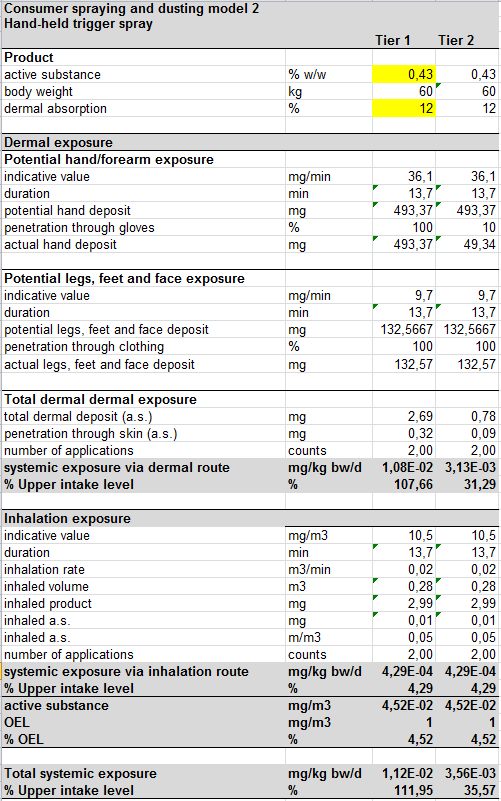 Consumer spraying and dusting model 2
Hand-held trigger spray
Tier 1 Tier 2
Product
active substance % w/w 0,43 0,43
body weight kg 60 60
dermal absorption % 12 12
Dermal exposure
Potential hand/forearm exposure
indicative value mg/min 36,1 36,1
duration min 13,7 13,7
potential hand deposit mg 493,37 493,37
penetration through gloves % 100 10
actual hand deposit mg 493,37 49,34
Potential legs, feet and face exposure
indicative value mg/min 9,7 9,7
duration min 13,7 13,7
potential legs, feet and face deposit mg 132,5667 132,5667
penetration through clothing % 100 100
actual legs, feet and face deposit mg 132,57 132,57
Total dermal dermal exposure
total dermal deposit (a.s.) mg 2,69 0,78
penetration through skin (a.s.) mg 0,32 0,09
number of applications counts 2,00 2,00
systemic exposure via dermal route mg/kg bw/d 1,08E-02 3,13E-03
% Upper intake level % 107,66 31,29
Inhalation exposure
indicative value mg/m3 10,5 10,5
duration min 13,7 13,7
inhalation rate m3/min 0,02 0,02
inhaled volume m3 0,28 0,28
inhaled product mg 2,99 2,99
inhaled a.s. mg 0,01 0,01
inhaled a.s. m/m3 0,05 0,05
number of applications counts 2,00 2,00
systemic exposure via inhalation route mg/kg bw/d 4,29E-04 4,29E-04
% Upper intake level % 4,29 4,29
active substance mg/m3 4,52E-02 4,52E-02
OEL mg/m3 1 1
% OEL % 4,52 4,52
Total systemic exposure mg/kg bw/d 1,12E-02 3,56E-03
% Upper intake level % 111,95 35,57